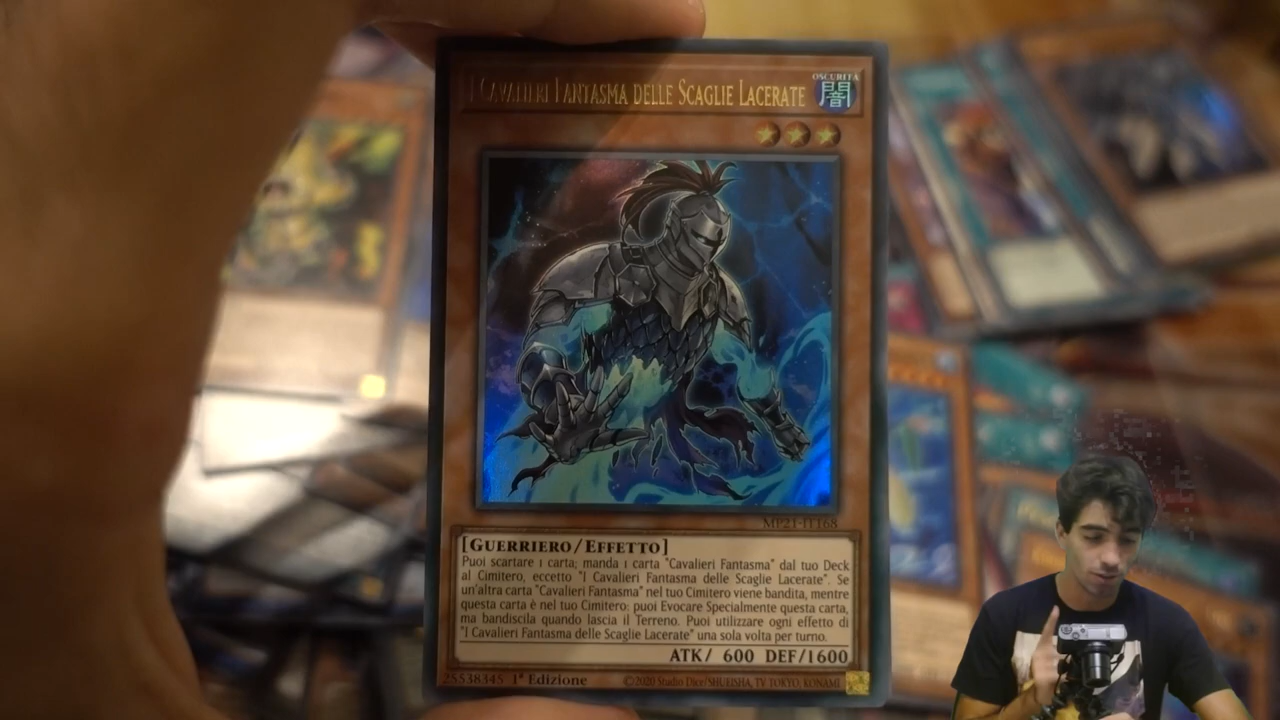 I CAVALIERI FANTASMA DELLE SCAGLIE LACERATE
OSCURITÀ
闇
MP21-IT168
[GUERRIERO/EFFETTO]
Puoi scartare 1 carta; manda 1 carta "Cavalieri Fantasma" dal tuo Deck
al Cimitero, eccetto "I Cavalieri Fantasma delle Scaglie Lacerate". Se
un'altra carta "Cavalieri Fantasma" nel tuo Cimitero viene bandita, mentre
questa carta è nel tuo Cimitero: puoi Evocare Specialmente questa carta,
ma bandiscila quando lascia il Terreno. Puoi utilizzare ogni effetto di
"I Cavalieri Fantasma delle Scaglie Lacerate" una sola volta per turno.
ATK/ 600 DEF/1600
25538345 1ª Edizione ©2020 Studio Dice/SHUEISHA, TV TOKYO, KONAMI